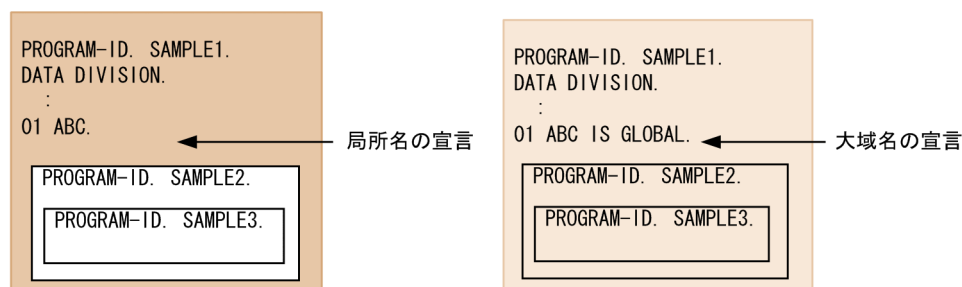 PROGRAM-ID. SAMPLE1.
DATA DIVISION.
:
01 ABC.
局所名の宣言
PROGRAM-ID. SAMPLE2.
PROGRAM-ID. SAMPLE3.
PROGRAM-ID. SAMPLE1.
DATA DIVISION.
:
01 ABC IS GLOBAL.
大域名の宣言
PROGRAM-ID. SAMPLE2.
PROGRAM-ID. SAMPLE3.